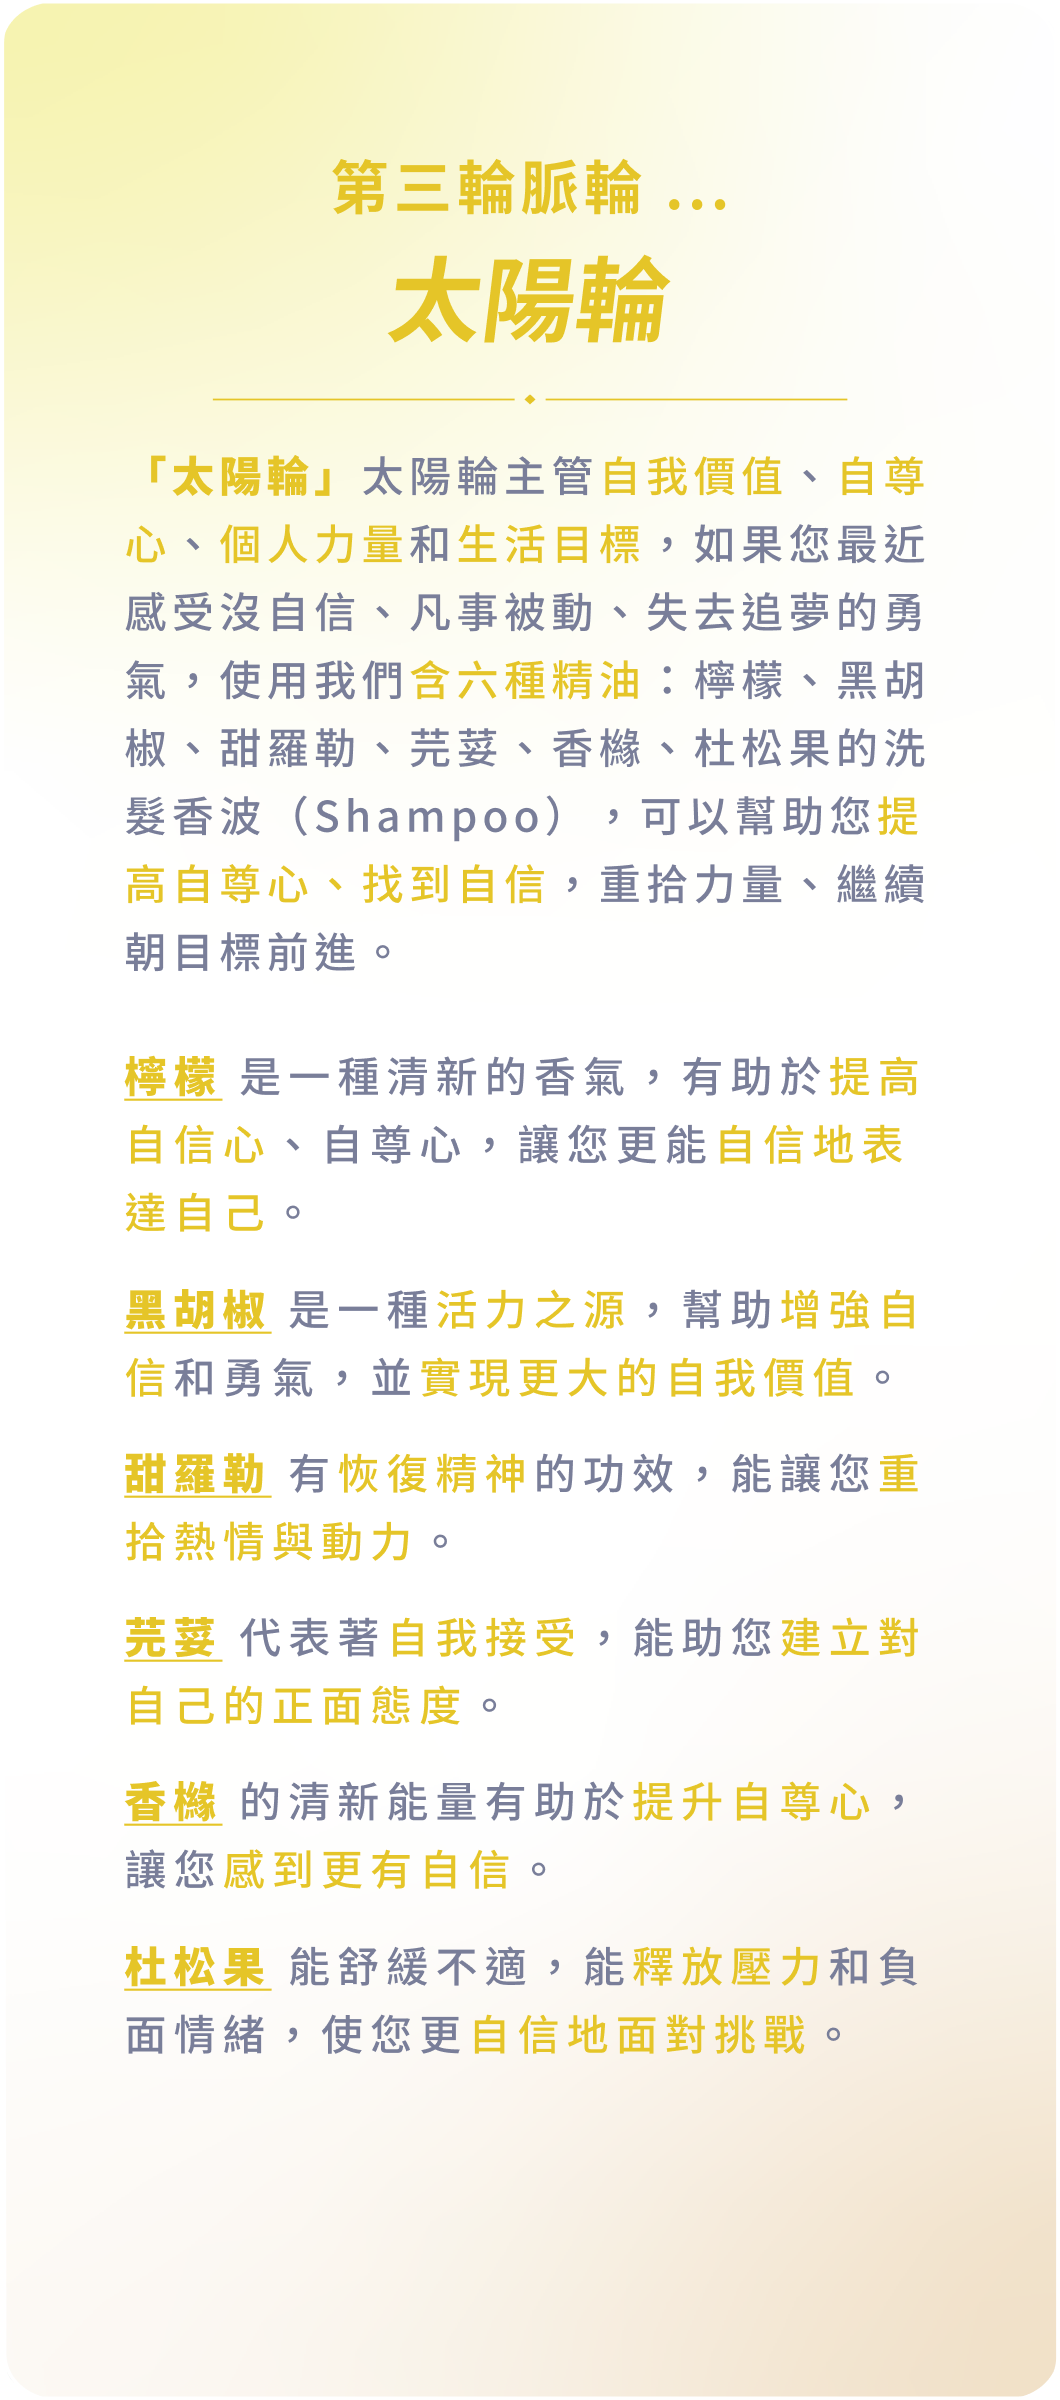 第三輪脈輪 ...
太陽輪
「太陽輪」太陽輪主管自我價值、自尊
心、個人力量和生活目標，如果您最近
感受沒自信、凡事被動、失去追夢的勇
氣，使用我們含六種精油：檸檬、黑胡
椒、甜羅勒、芫荽、香櫞、杜松果的洗
髮香波（Shampoo），可以幫助您提
高自尊心、找到自信，重拾力量、繼續
朝目標前進。
檸檬 是一種清新的香氣，有助於提高
自信心、自尊心，讓您更能自信地表
達自己。
黑胡椒 是一種活力之源，幫助增強自
信和勇氣，並實現更大的自我價值。
甜羅勒 有恢復精神的功效，能讓您重
拾熱情與動力。
芫荽 代表著自我接受，能助您建立對
自己的正面態度。
香櫞 的清新能量有助於提升自尊心，
讓您感到更有自信。
杜松果 能舒緩不適，能釋放壓力和負
面情緒，使您更自信地面對挑戰。